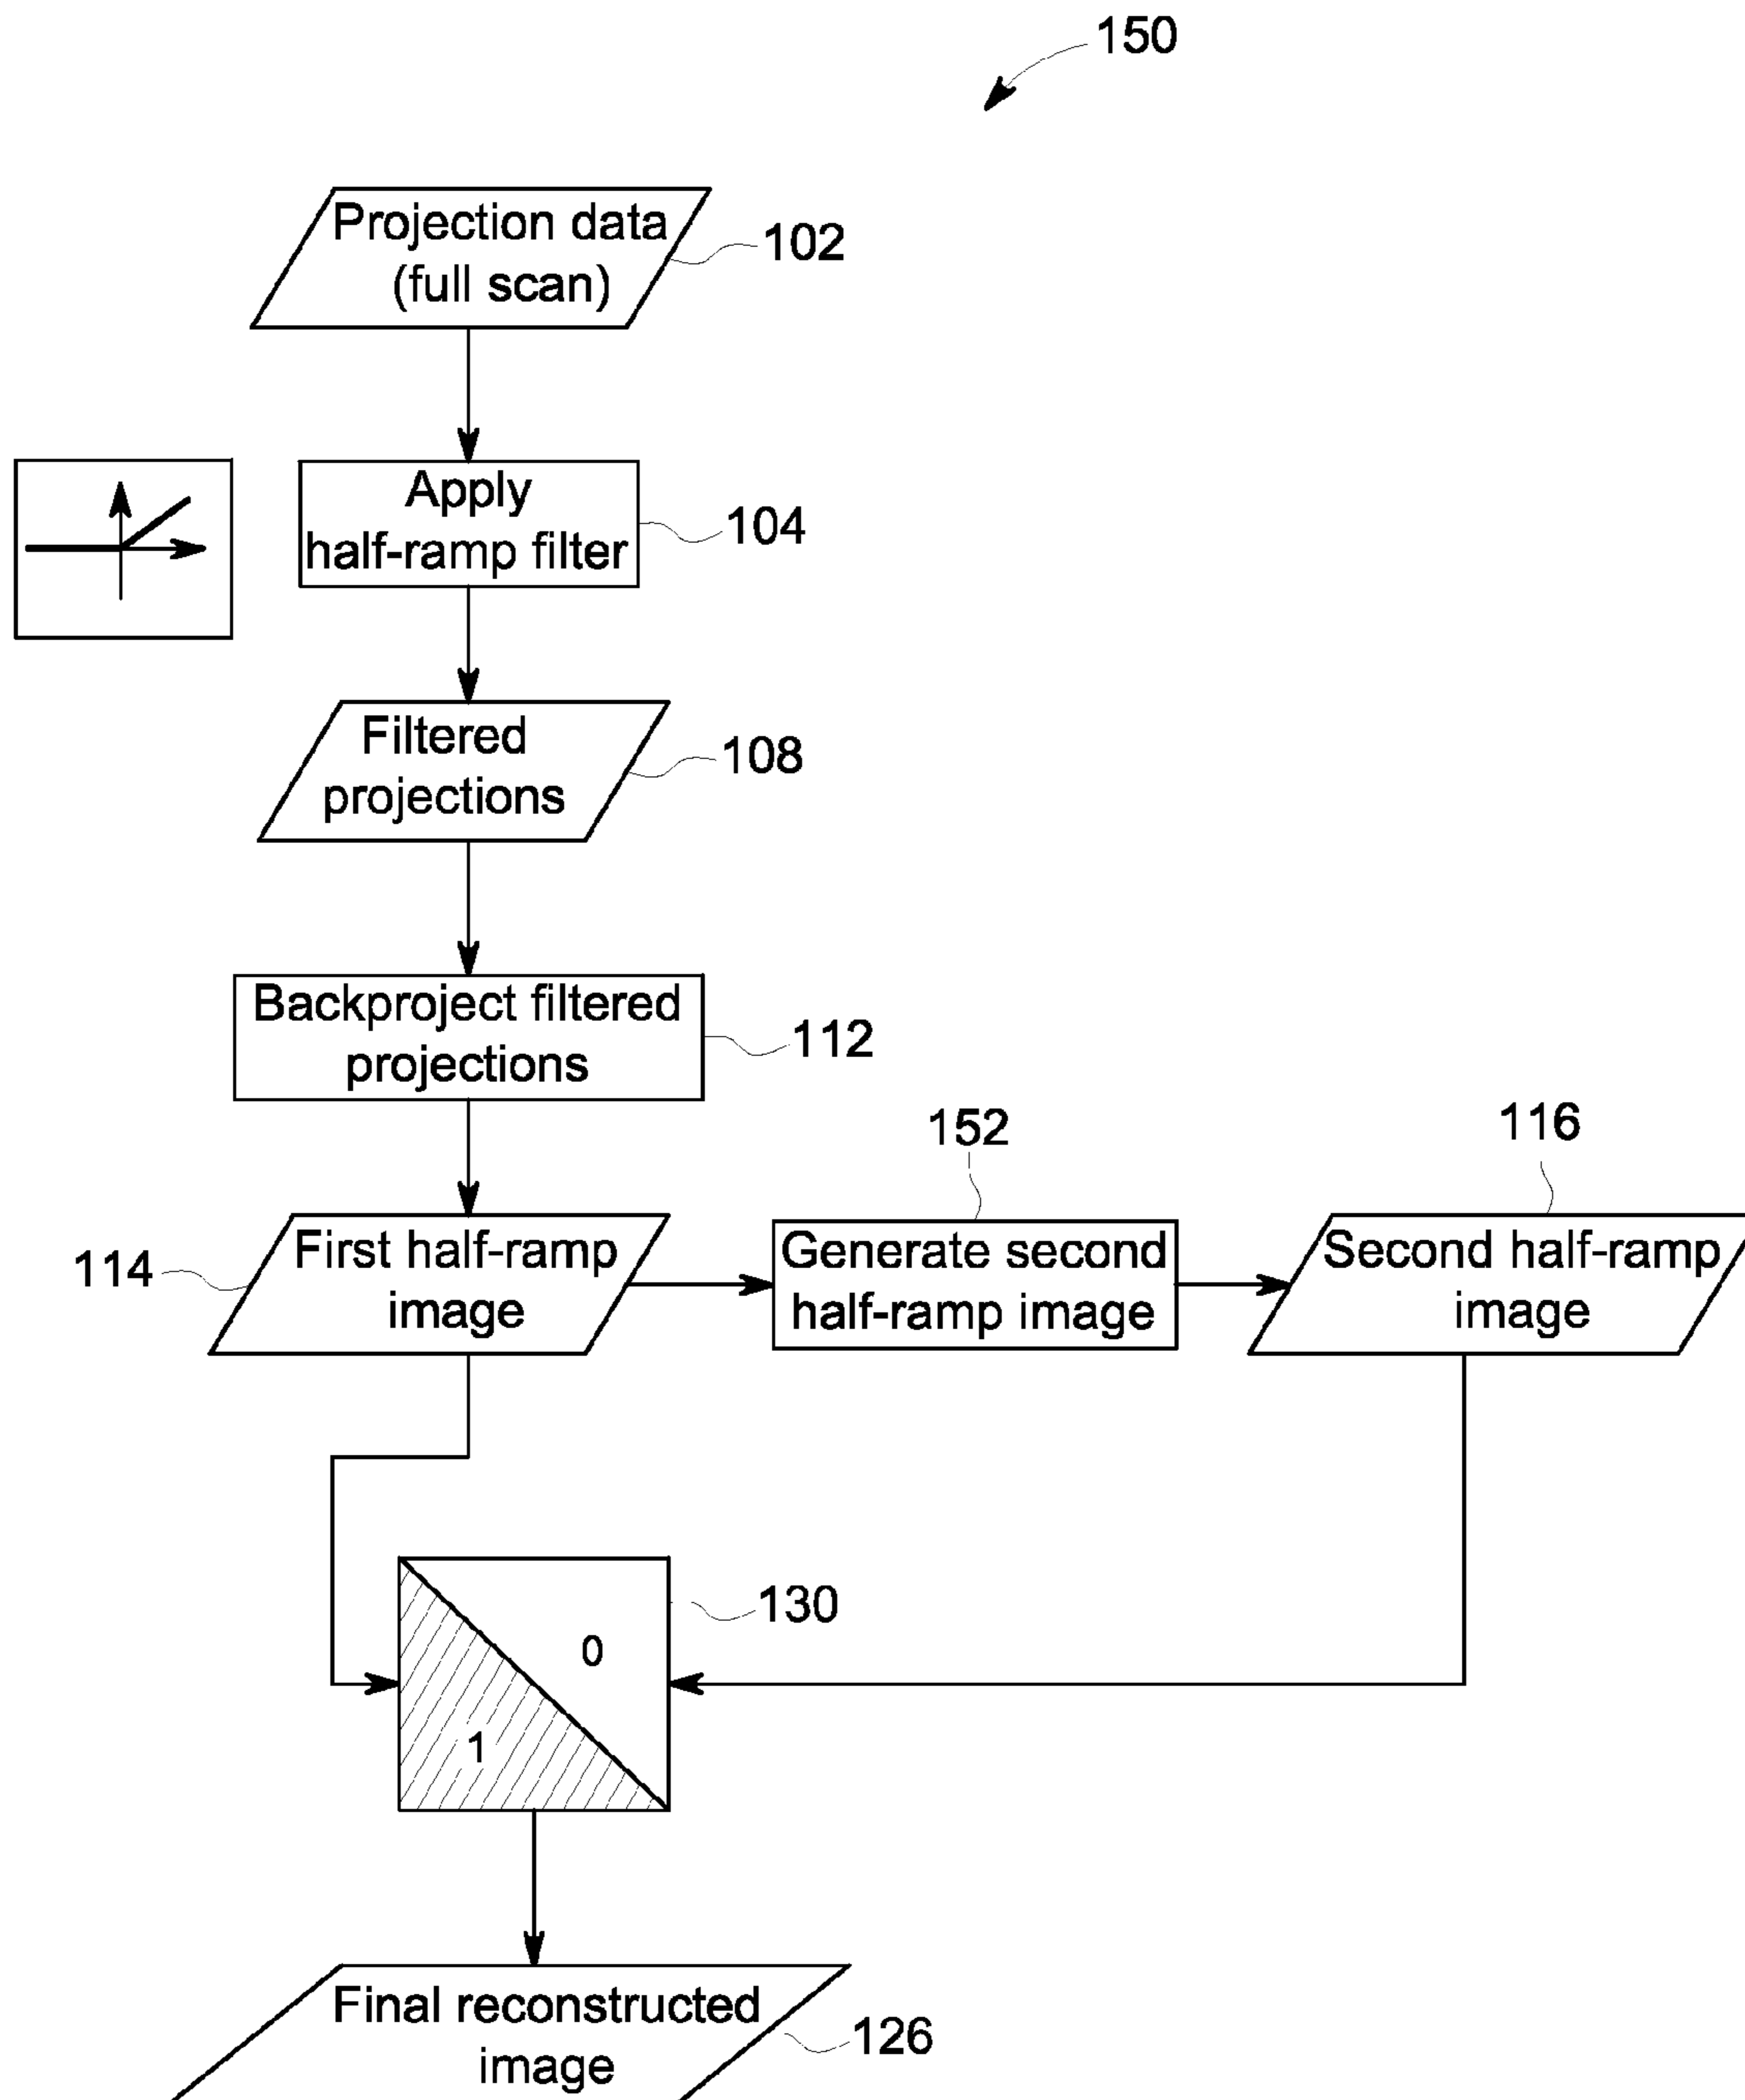 150
Projection data
(full scan)
102
Apply
half-ramp filter
104
Filtered
projections
108
Backproject filtered
projections
112
152
116
114
First half-ramp
image
Generate second
half-ramp image
Second half-ramp
image
130
0
1
Final reconstructed
image
126